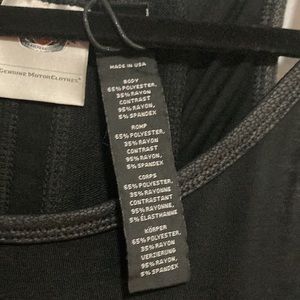 GENUINE MOTORCLOTHES®
MADE IN USA
BODY
65% POLYESTER,
35% RAYON
CONTRAST
95% RAYON,
5% SPANDEX
ROMP
65% POLYESTER,
35% RAYON
CONTRAST
95% RAYON,
5% SPANDEX
CORPS
65% POLYESTER,
35% RAYONNE
CONTRASTANT
95% RAYONNE,
5% ÉLASTHANNE
KÖRPER
65% POLYESTER,
35% RAYON
VERZIERUNG
95% RAYON,
5% SPANDEX